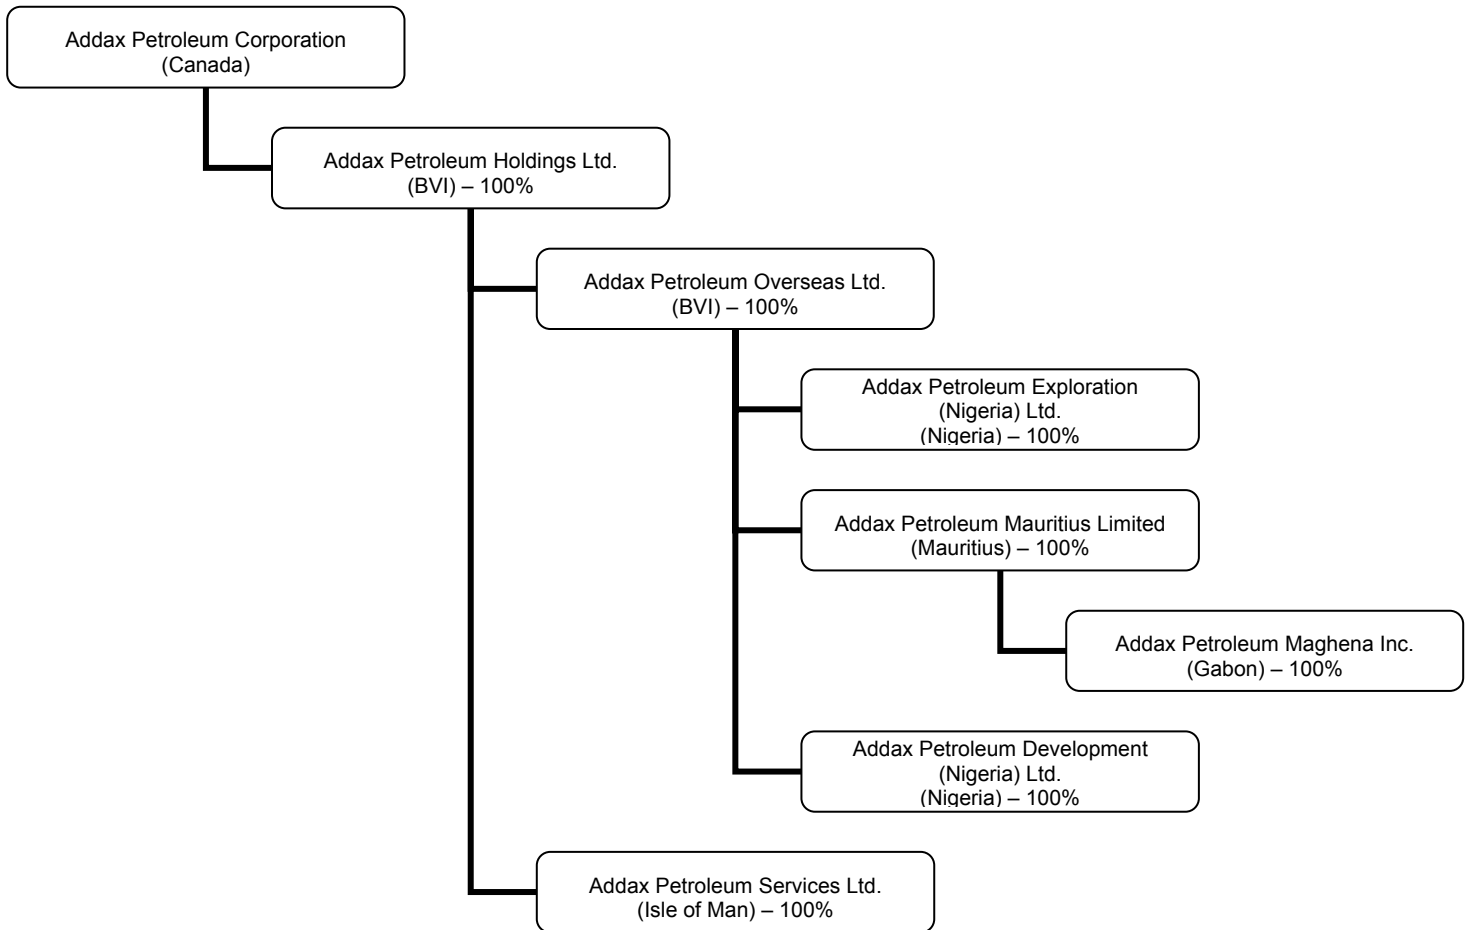 Addax Petroleum Corporation
(Canada)
Addax Petroleum Holdings Ltd.
(BVI) – 100%
Addax Petroleum Overseas Ltd.
(BVI) – 100%
Addax Petroleum Exploration
(Nigeria) Ltd.
(Nigeria) – 100%
Addax Petroleum Mauritius Limited
(Mauritius) – 100%
Addax Petroleum Maghena Inc.
(Gabon) – 100%
Addax Petroleum Development
(Nigeria) Ltd.
(Nigeria) – 100%
Addax Petroleum Services Ltd.
(Isle of Man) – 100%